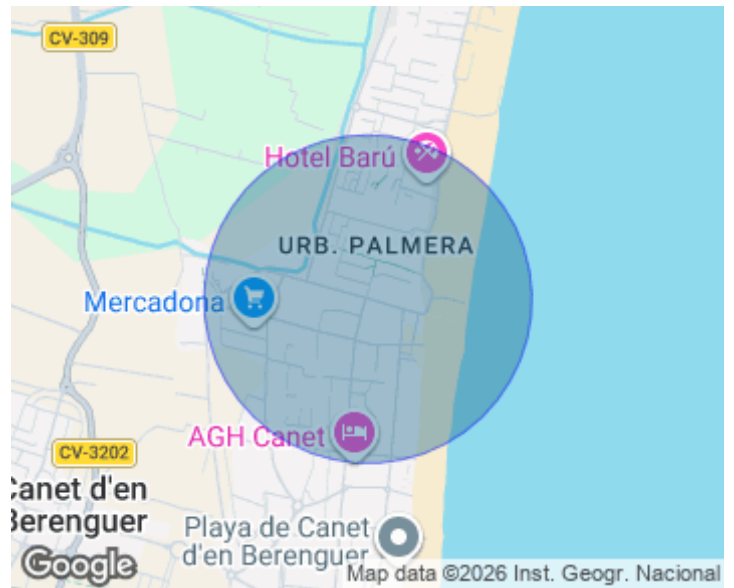 CV-309
Hotel Barú
URB. PALMERA
Mercadona
AGH Canet
CV-3202
Canet d'en
Berenguer
Playa de Canet
d'en Berenguer
Google
Map data ©2026 Inst. Geogr. Nacional